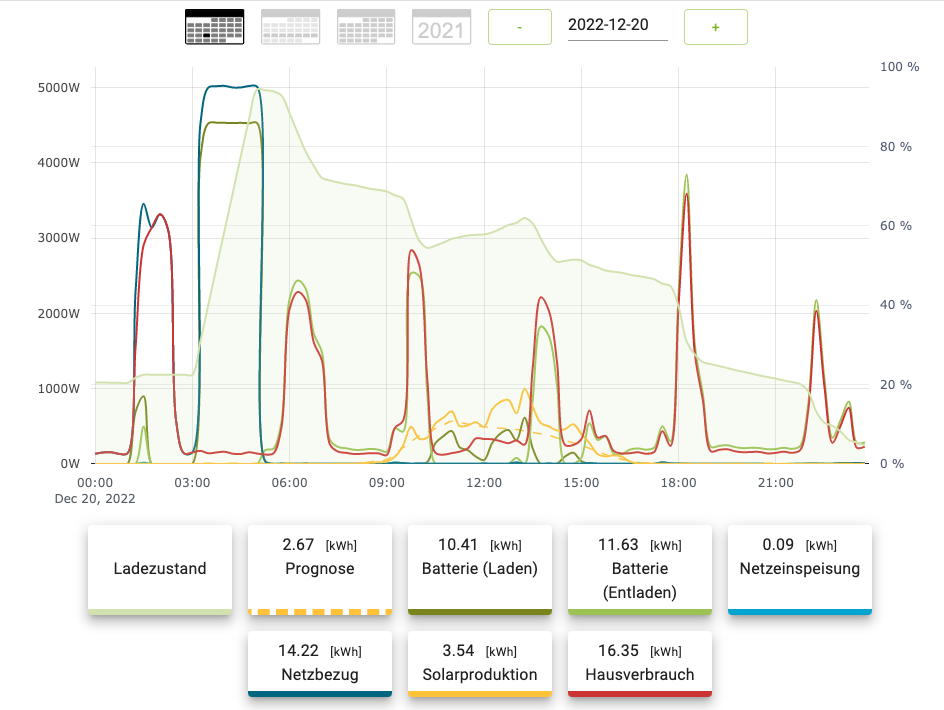 2021
-
2022-12-20
+
100 %
5000W
80 %
4000W
60 %
3000W
40 %
2000W
20 %
1000W
0W
0 %
00:00 03:00 06:00 09:00 12:00 15:00 18:00 21:00
Dec 20, 2022
Ladezustand
2.67 [kWh]
Prognose
10.41 [kWh]
Batterie (Laden)
11.63 [kWh]
Batterie
(Entladen)
0.09 [kWh]
Netzeinspeisung
14.22 [kWh]
Netzbezug
3.54 [kWh]
Solarproduktion
16.35 [kWh]
Hausverbrauch